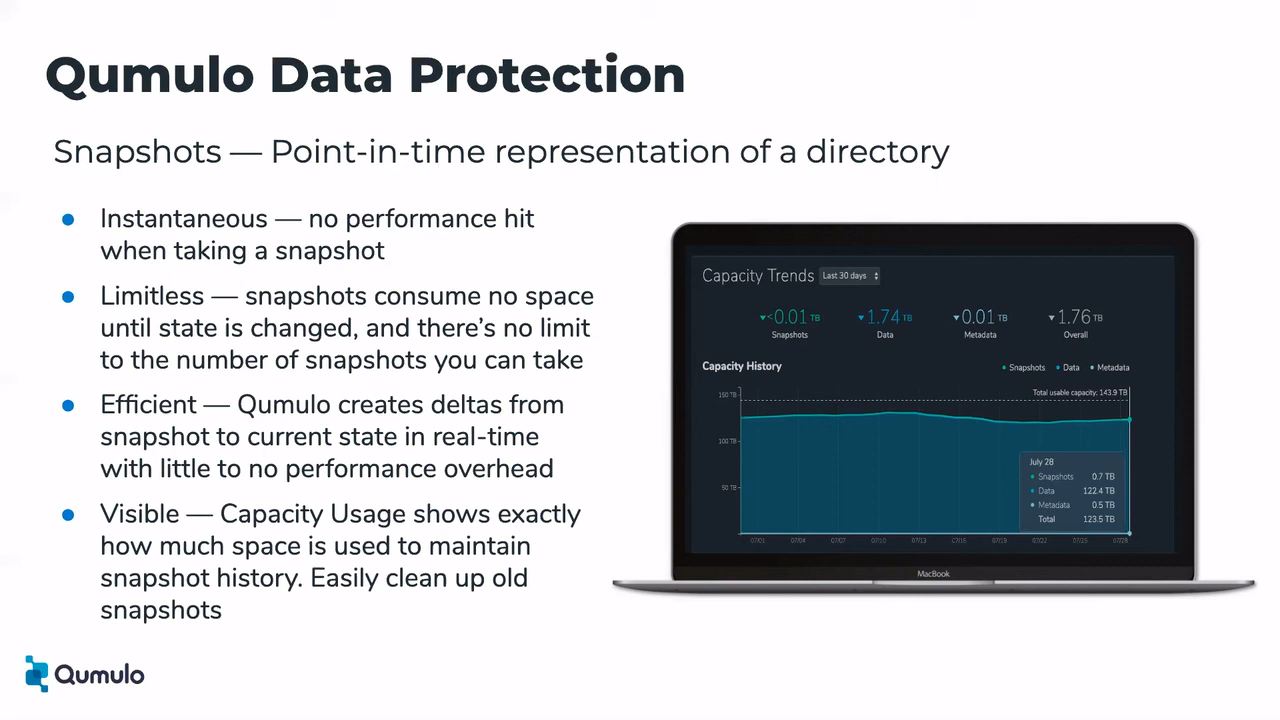 Qumulo Data Protection
Snapshots — Point-in-time representation of a directory
● Instantaneous — no performance hit
when taking a snapshot
● Limitless — snapshots consume no space
until state is changed, and there's no limit
to the number of snapshots you can take
● Efficient — Qumulo creates deltas from
snapshot to current state in real-time
with little to no performance overhead
● Visible — Capacity Usage shows exactly
how much space is used to maintain
snapshot history. Easily clean up old
snapshots
Capacity Trends Last 30 days
▼<0.01 TB ▼1.74 TB ▼0.01 TB ▼1.76 TB
Snapshots Data Metadata Overall
Capacity History
Snapshots Data Metadata
Total usable capacity: 143.9 TB
150 TB
100 TB
50 TB
July 28
Snapshots 0.7 TB
Data 122.4 TB
Metadata 0.5 TB
Total 123.5 TB
07/01 07/04 07/07 07/10 07/13 07/16 07/19 07/22 07/25 07/28
MacBook
Qumulo